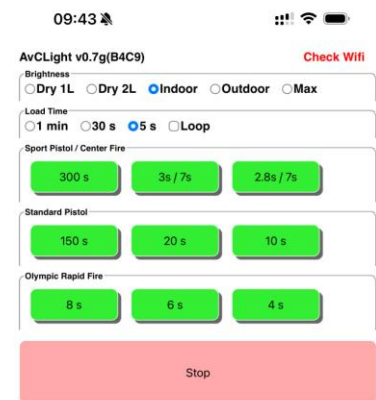 09:43
AvCLight v0.7g(B4C9) Check Wifi
Brightness
Dry 1L Dry 2L Indoor Outdoor Max
Load Time
1 min 30 s 5 s Loop
Sport Pistol / Center Fire
300 s 3s / 7s 2.8s / 7s
Standard Pistol
150 s 20 s 10 s
Olympic Rapid Fire
8 s 6 s 4 s
Stop